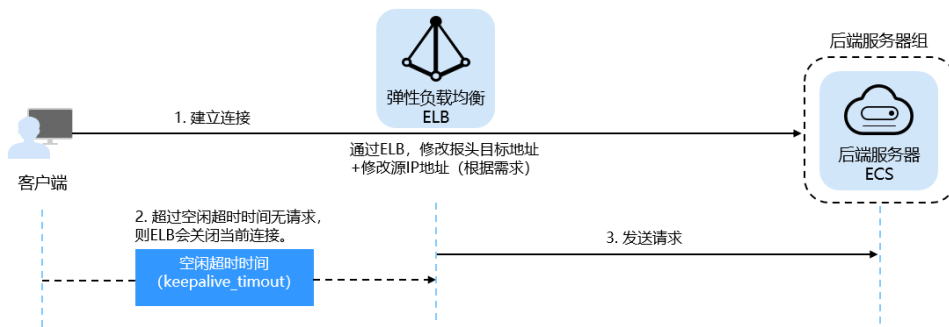 后端服务器组
弹性负载均衡
ELB
1. 建立连接
通过ELB，修改报头目标地址
+修改源IP地址（根据需求）
后端服务器
ECS
客户端
2. 超过空闲超时时间无请求，
则ELB会关闭当前连接。
3. 发送请求
空闲超时时间
（keepalive_timout）